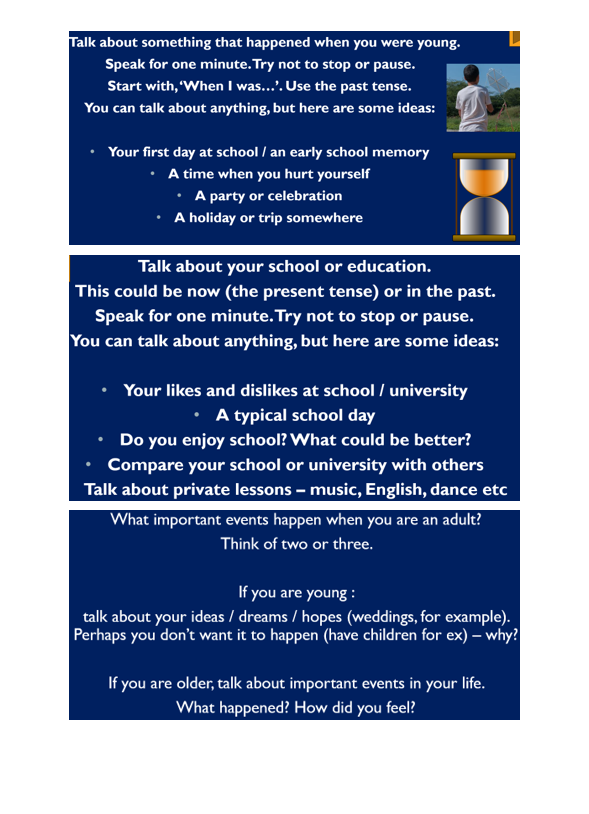 Talk about something that happened when you were young.
Speak for one minute. Try not to stop or pause.
Start with, ‘When I was…’. Use the past tense.
You can talk about anything, but here are some ideas:
• Your first day at school / an early school memory
• A time when you hurt yourself
• A party or celebration
• A holiday or trip somewhere
Talk about your school or education.
This could be now (the present tense) or in the past.
Speak for one minute. Try not to stop or pause.
You can talk about anything, but here are some ideas:
• Your likes and dislikes at school / university
• A typical school day
• Do you enjoy school? What could be better?
• Compare your school or university with others
Talk about private lessons – music, English, dance etc
What important events happen when you are an adult?
Think of two or three.
If you are young :
talk about your ideas / dreams / hopes (weddings, for example).
Perhaps you don’t want it to happen (have children for ex) – why?
If you are older, talk about important events in your life.
What happened? How did you feel?